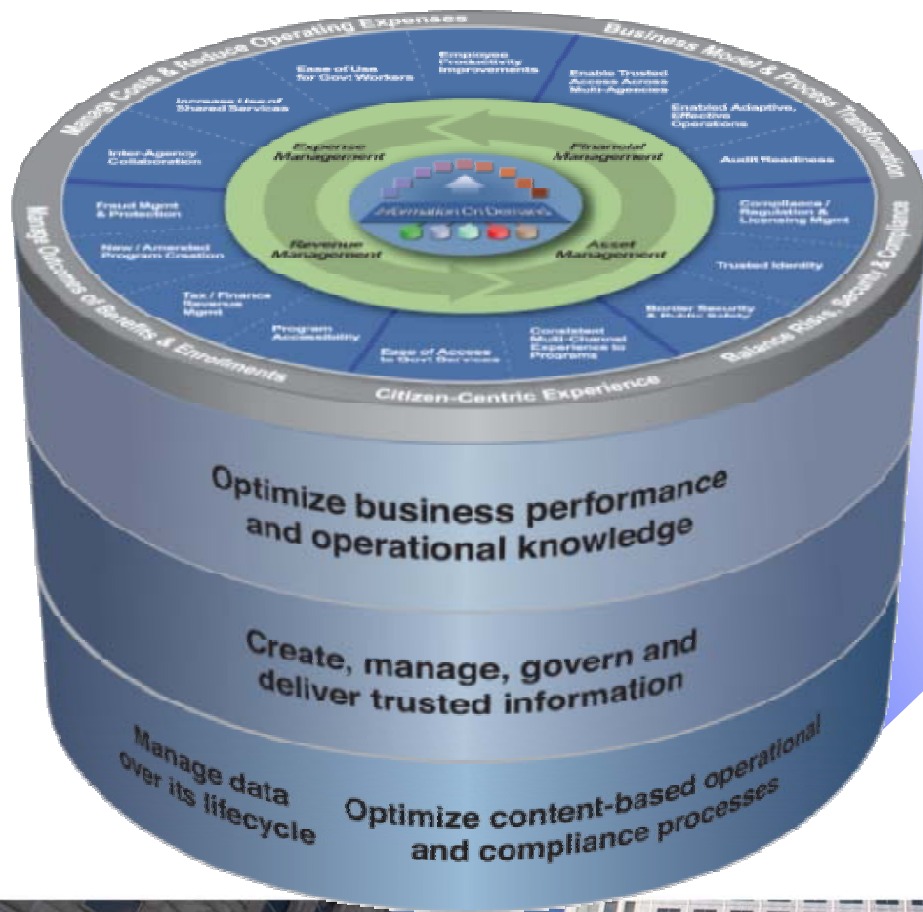 Manage Costs & Reduce Operating Expenses
Business Model & Process Transformation
Employee
Productivity
Improvements
Ease of Use
for Govt Workers
Increase Use of
Shared Services
Inter-Agency
Collaboration
Enable Trusted
Access Across
Multi-Agencies
Enabled Adaptive,
Effective
Operations
Audit Readiness
Expense
Management
Financial
Management
Information On Demand
Revenue
Management
Asset
Management
Fraud Mgmt
& Protection
New / Amended
Program Creation
Tax / Finance
Revenue
Mgmt
Program
Accessibility
Ease of Access
to Govt Services
Consistent
Multi-Channel
Experience to
Programs
Border Security
& Public Safety
Trusted Identity
Compliance /
Regulation &
Licensing Mgmt
Manage Outcomes of Benefits & Enrollments
Citizen-Centric Experience
Balance Risks, Security & Compliance
Optimize business performance
and operational knowledge
Create, manage, govern and
deliver trusted information
Manage data
over its lifecycle
Optimize content-based operational
and compliance processes